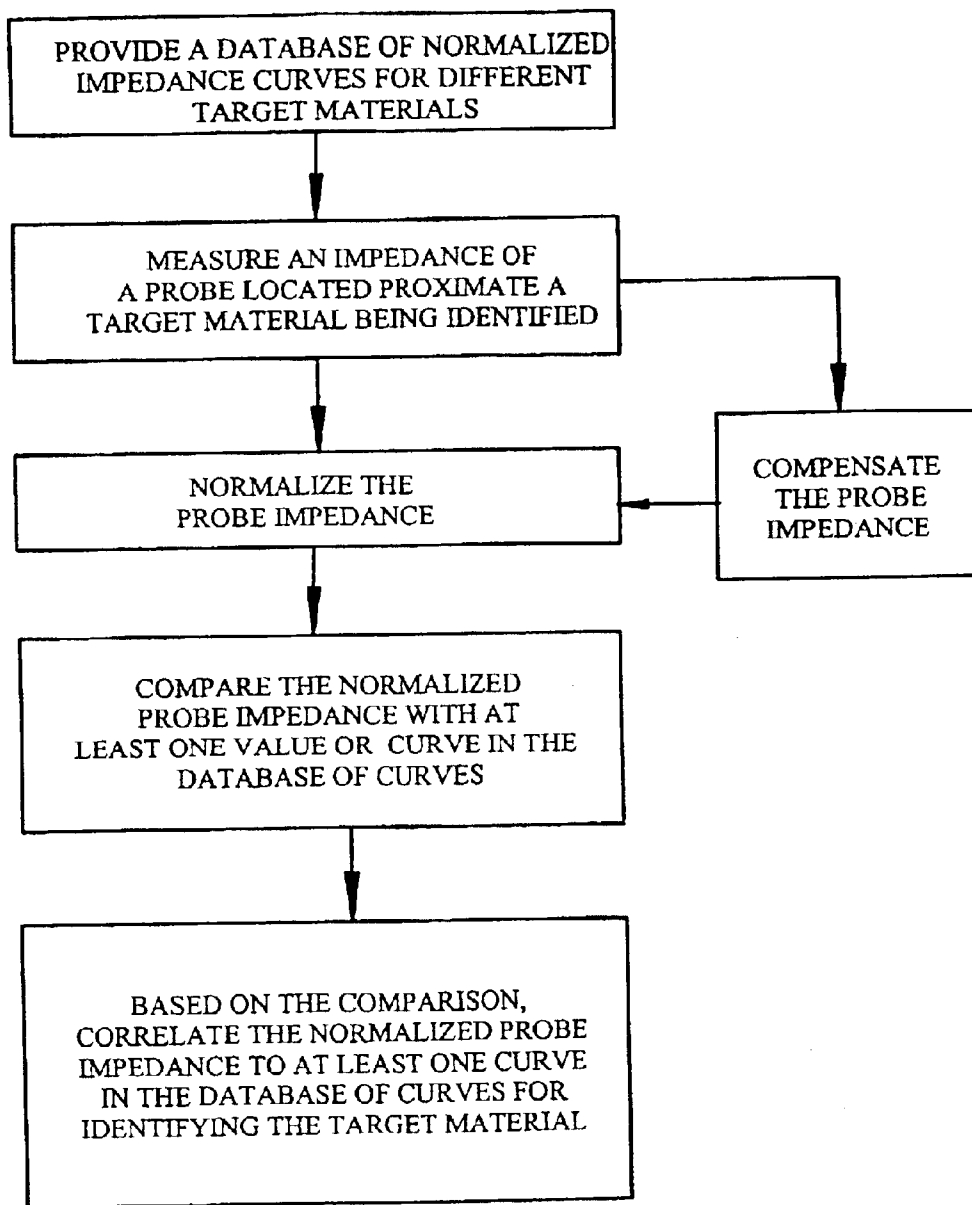 PROVIDE A DATABASE OF NORMALIZED
IMPEDANCE CURVES FOR DIFFERENT
TARGET MATERIALS
MEASURE AN IMPEDANCE OF
A PROBE LOCATED PROXIMATE A
TARGET MATERIAL BEING IDENTIFIED
NORMALIZE THE
PROBE IMPEDANCE
COMPENSATE
THE PROBE
IMPEDANCE
COMPARE THE NORMALIZED
PROBE IMPEDANCE WITH AT
LEAST ONE VALUE OR CURVE IN THE
DATABASE OF CURVES
BASED ON THE COMPARISON,
CORRELATE THE NORMALIZED PROBE
IMPEDANCE TO AT LEAST ONE CURVE
IN THE DATABASE OF CURVES FOR
IDENTIFYING THE TARGET MATERIAL